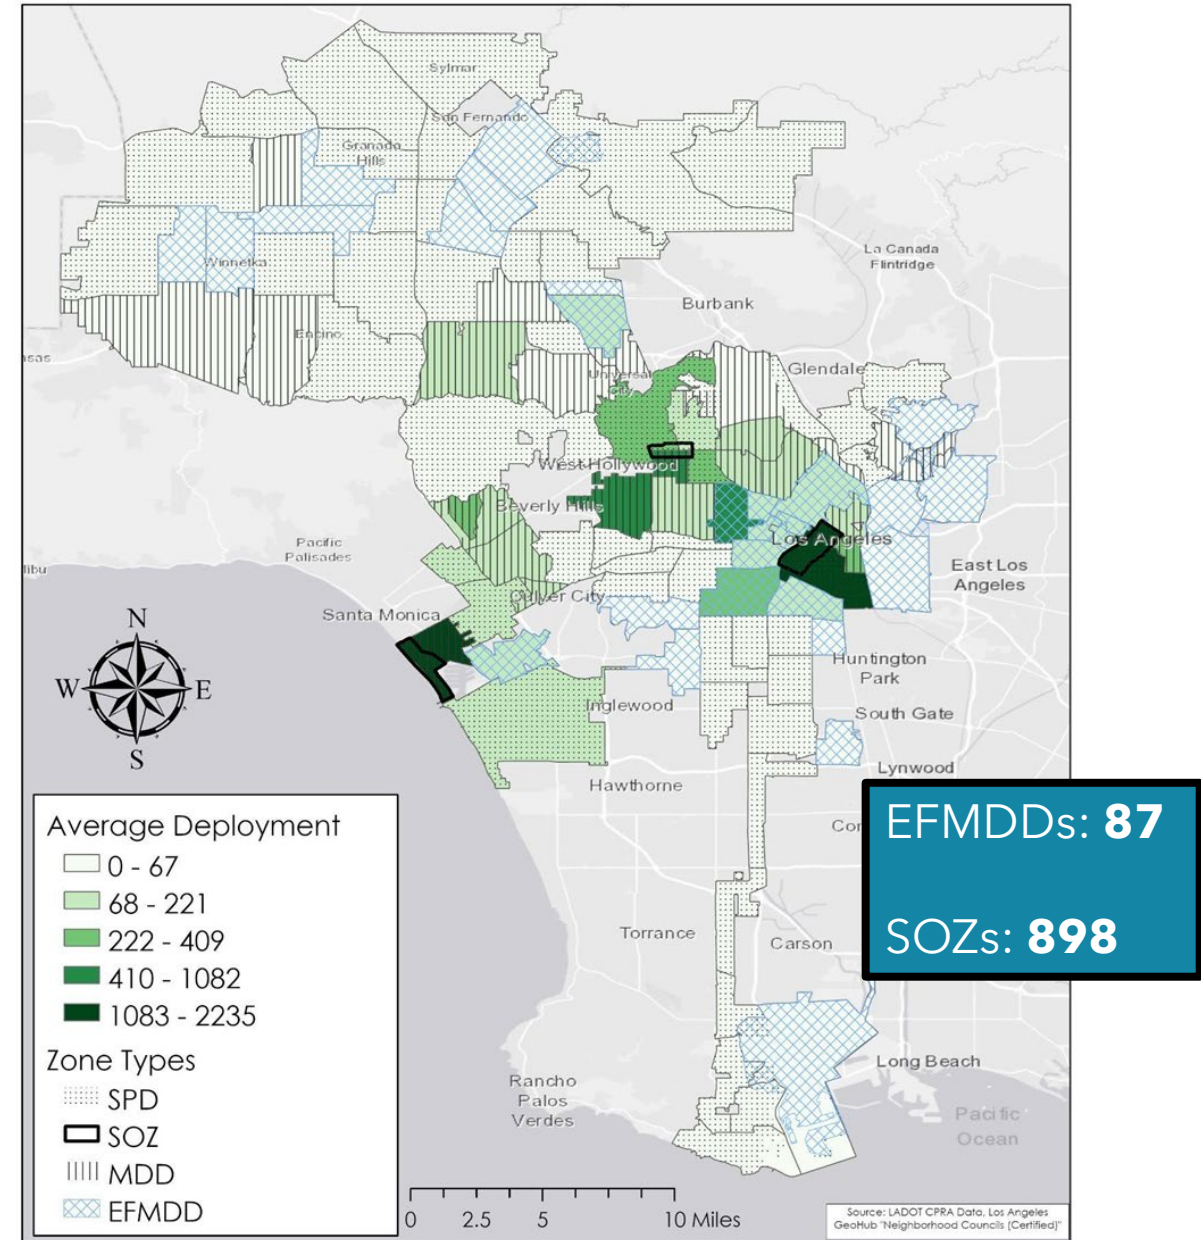 Sylmar
San Fernando
Granada
Hills
La Canada
Flintridge
Winnetka
Burbank
Encino
asas
Glendale
Universal
City
West Hollywood
Beverly Hills
Los Angeles
Pacific
Palisades
libu
East Los
Angeles
Culver City
Santa Monica
N
W
E
S
Huntington
Park
Inglewood
South Gate
Lynwood
Hawthorne
Cor
EFMDDs: 87
SOZs: 898
Average Deployment
0 - 67
68 - 221
222 - 409
410 - 1082
1083 - 2235
Zone Types
SPD
SOZ
MDD
EFMDD
Torrance
Carson
Long Beach
Rancho
Palos
Verdes
Pacific
Ocean
0 2.5 5 10 Miles
Source: LADOT CPRA Data, Los Angeles
GeoHub "Neighborhood Councils (Certified)"